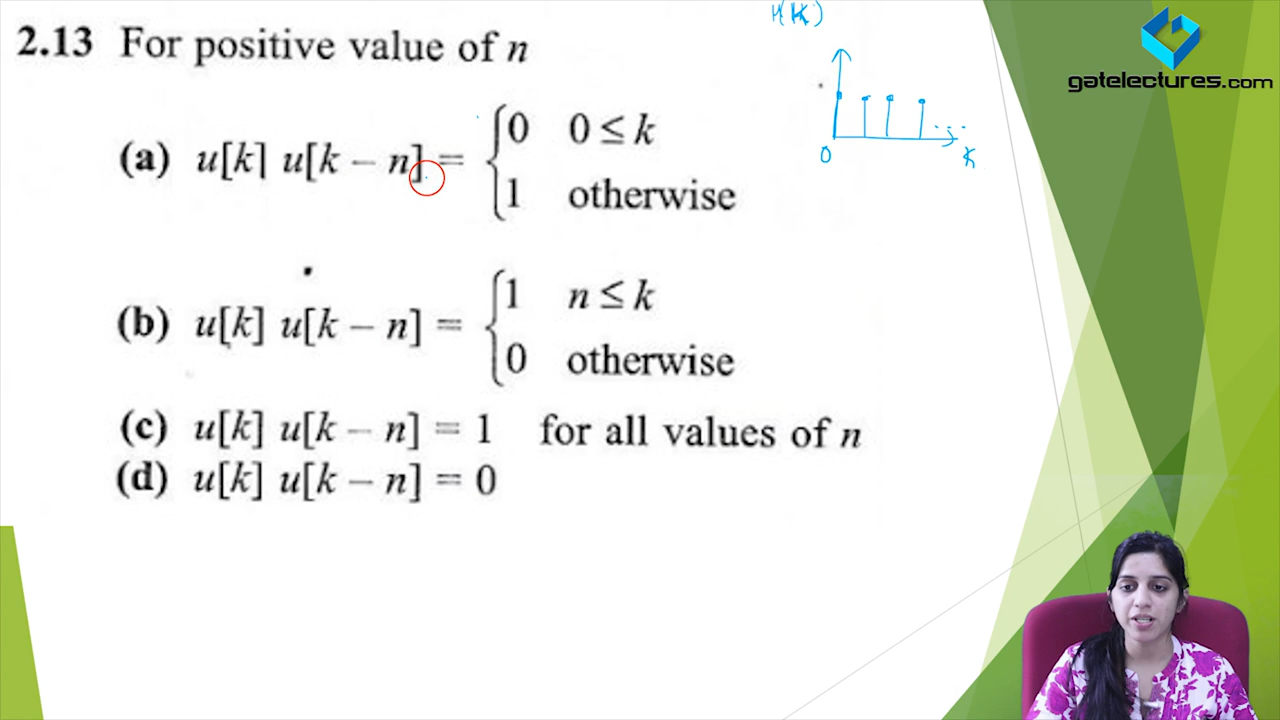 2.13 For positive value of n
(a) u[k] u[k − n] = { 0 0 ≤ k
1 otherwise
(b) u[k] u[k − n] = { 1 n ≤ k
0 otherwise
(c) u[k] u[k − n] = 1 for all values of n
(d) u[k] u[k − n] = 0
u(k)
0
k
gatelectures.com